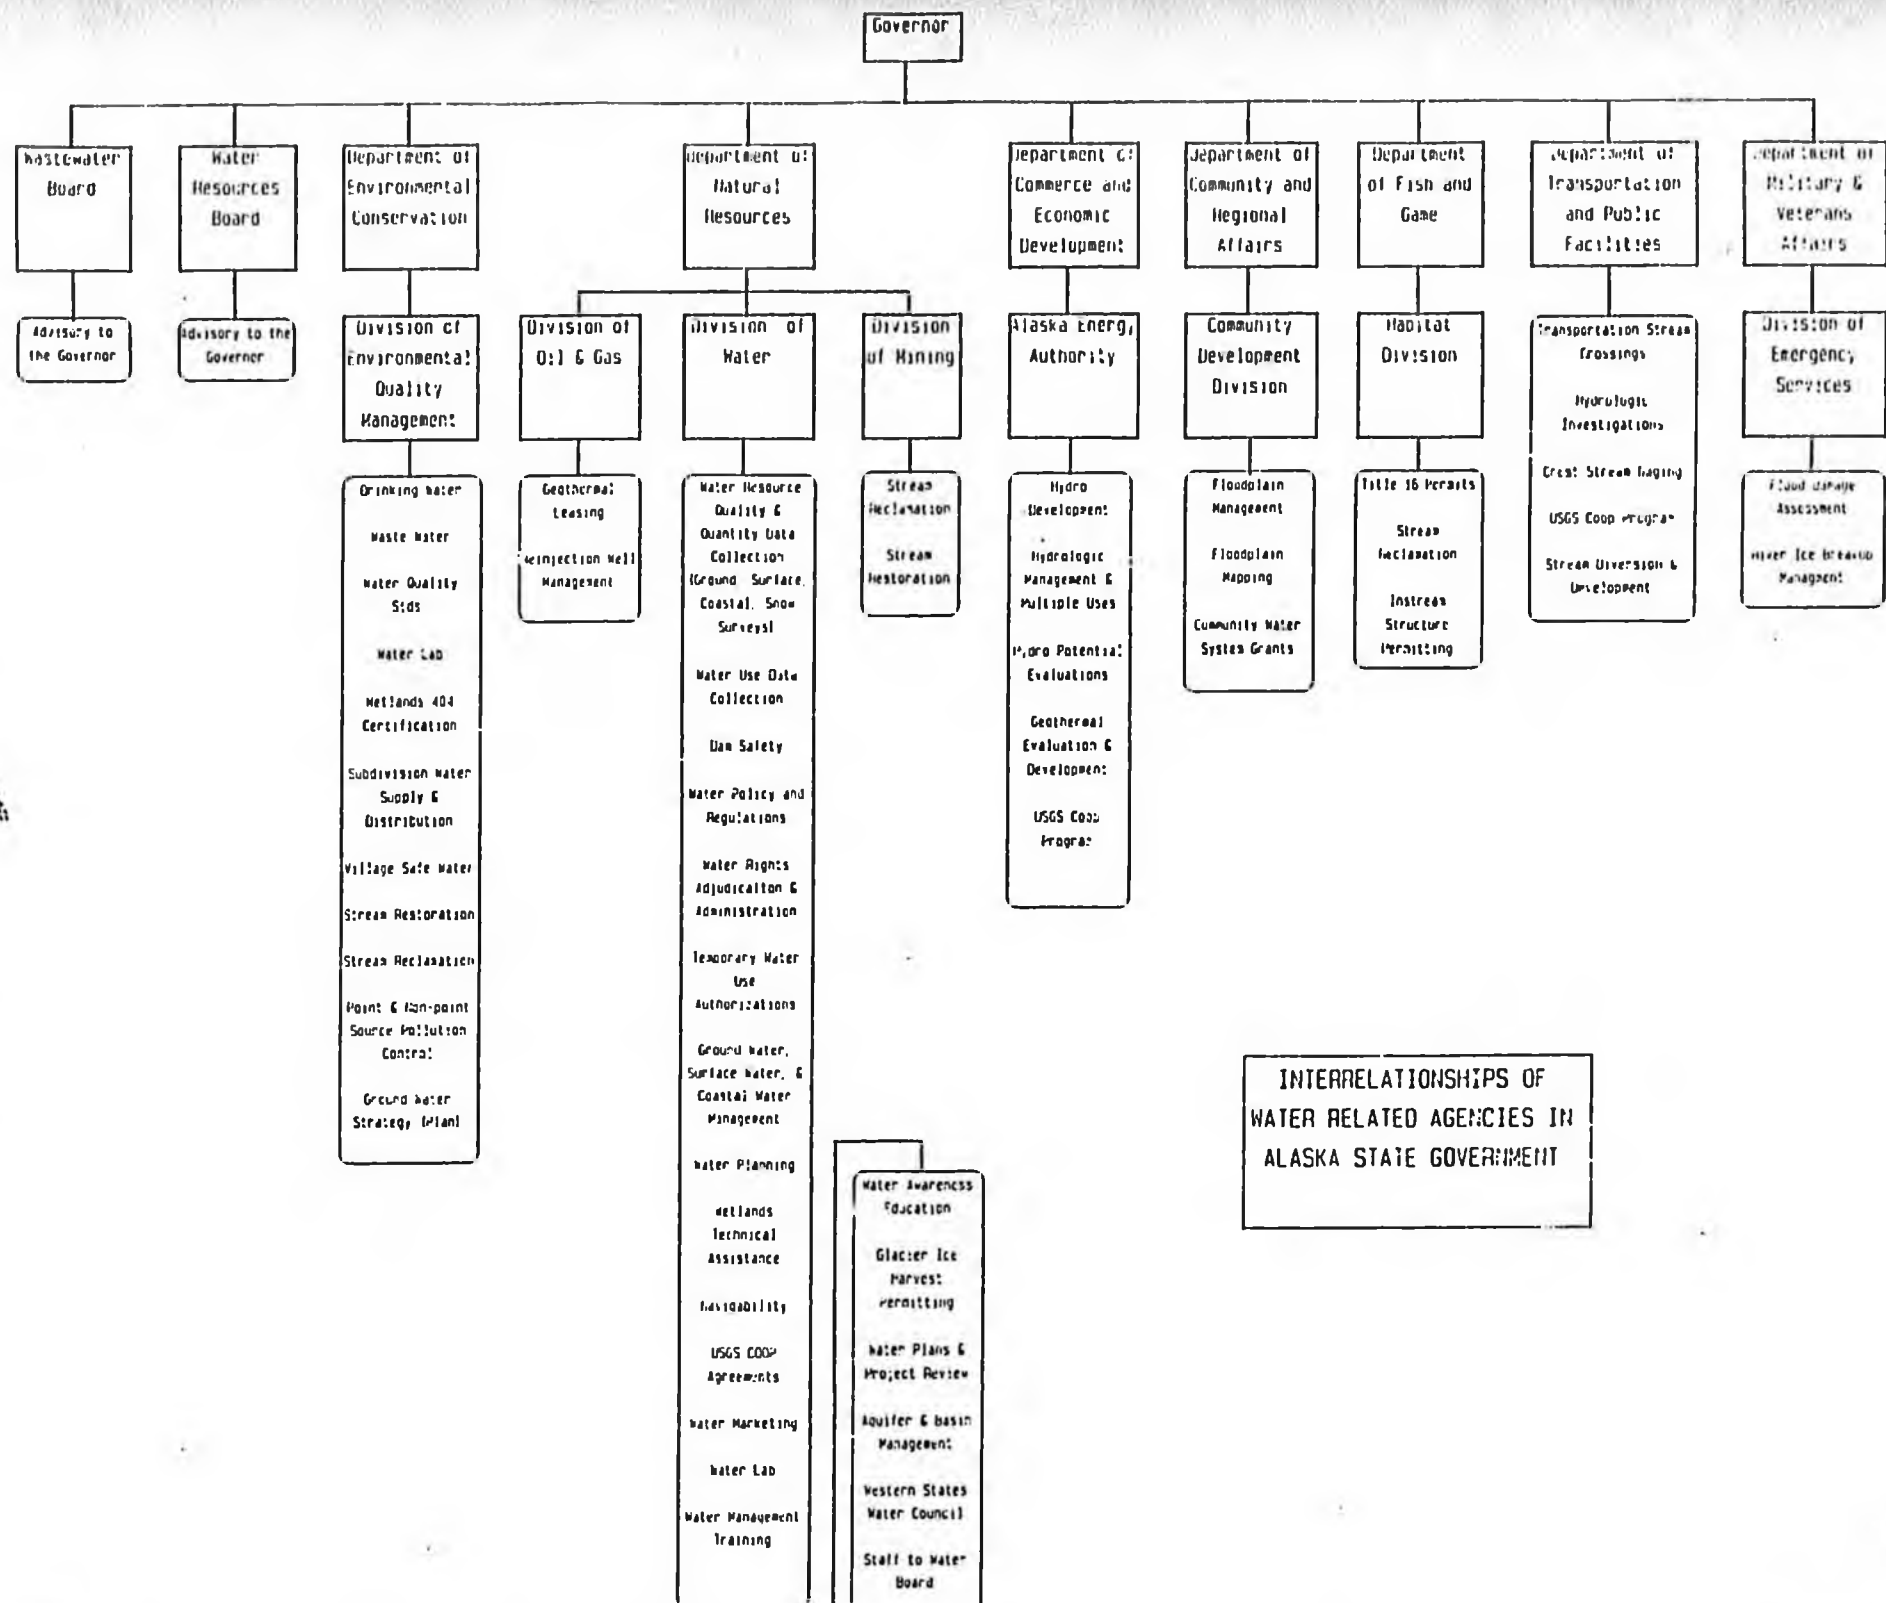 Governor
Wastewater
Board
Water
Resources
Board
Department of
Environmental
Conservation
Department of
Natural
Resources
Department of
Commerce and
Economic
Development
Department of
Community and
Regional
Affairs
Department
of Fish and
Game
Department of
Transportation
and Public
Facilities
Department of
Military &
Veterans
Affairs
Advisory to
the Governor
Advisory to the
Governor
Division of
Environmental
Quality
Management
Division of
Oil & Gas
Division of
Water
Division
of Mining
Alaska Energy
Authority
Community
Development
Division
Habitat
Division
Transportation Stream
Crossings
Hydrologic
Investigations
Crest Stream Gaging
USGS Coop Program
Stream Diversion &
Development
Division of
Emergency
Services
Drinking Water
Waste Water
Water Quality
Stds
Water Lab
Wetlands 404
Certification
Subdivision Water
Supply &
Distribution
Village Safe Water
Stream Restoration
Stream Reclamation
Point & Non-point
Source Pollution
Control
Ground Water
Strategy (Plan)
Geothermal
Leasing
Reinjection Well
Management
Water Resource
Quality &
Quantity Data
Collection
(Ground, Surface,
Coastal, Snow
Surveys)
Water Use Data
Collection
Dam Safety
Water Policy and
Regulations
Water Rights
Adjudicaiton &
Administration
Temporary Water
Use
Authorizations
Ground Water,
Surface Water, &
Coastal Water
Management
Water Planning
Wetlands
Technical
Assistance
Navigability
USGS COOP
Agreements
Water Marketing
Water Lab
Water Management
Training
Stream
Reclamation
Stream
Restoration
Hydro
Development
Hydrologic
Management &
Multiple Uses
Hydro Potential
Evaluations
Geothermal
Evaluation &
Development
USGS Coop
Program
Floodplain
Management
Floodplain
Mapping
Community Water
System Grants
Title 16 Permits
Stream
Reclamation
Instream
Structure
Permitting
Flood Damage
Assessment
River Ice Breakup
Managment
Water Awareness
Education
Glacier Ice
Harvest
Permitting
Water Plans &
Project Review
Aquifer & Basin
Management
Western States
Water Council
Staff to Water
Board
INTERRELATIONSHIPS OF
WATER RELATED AGENCIES IN
ALASKA STATE GOVERNMENT